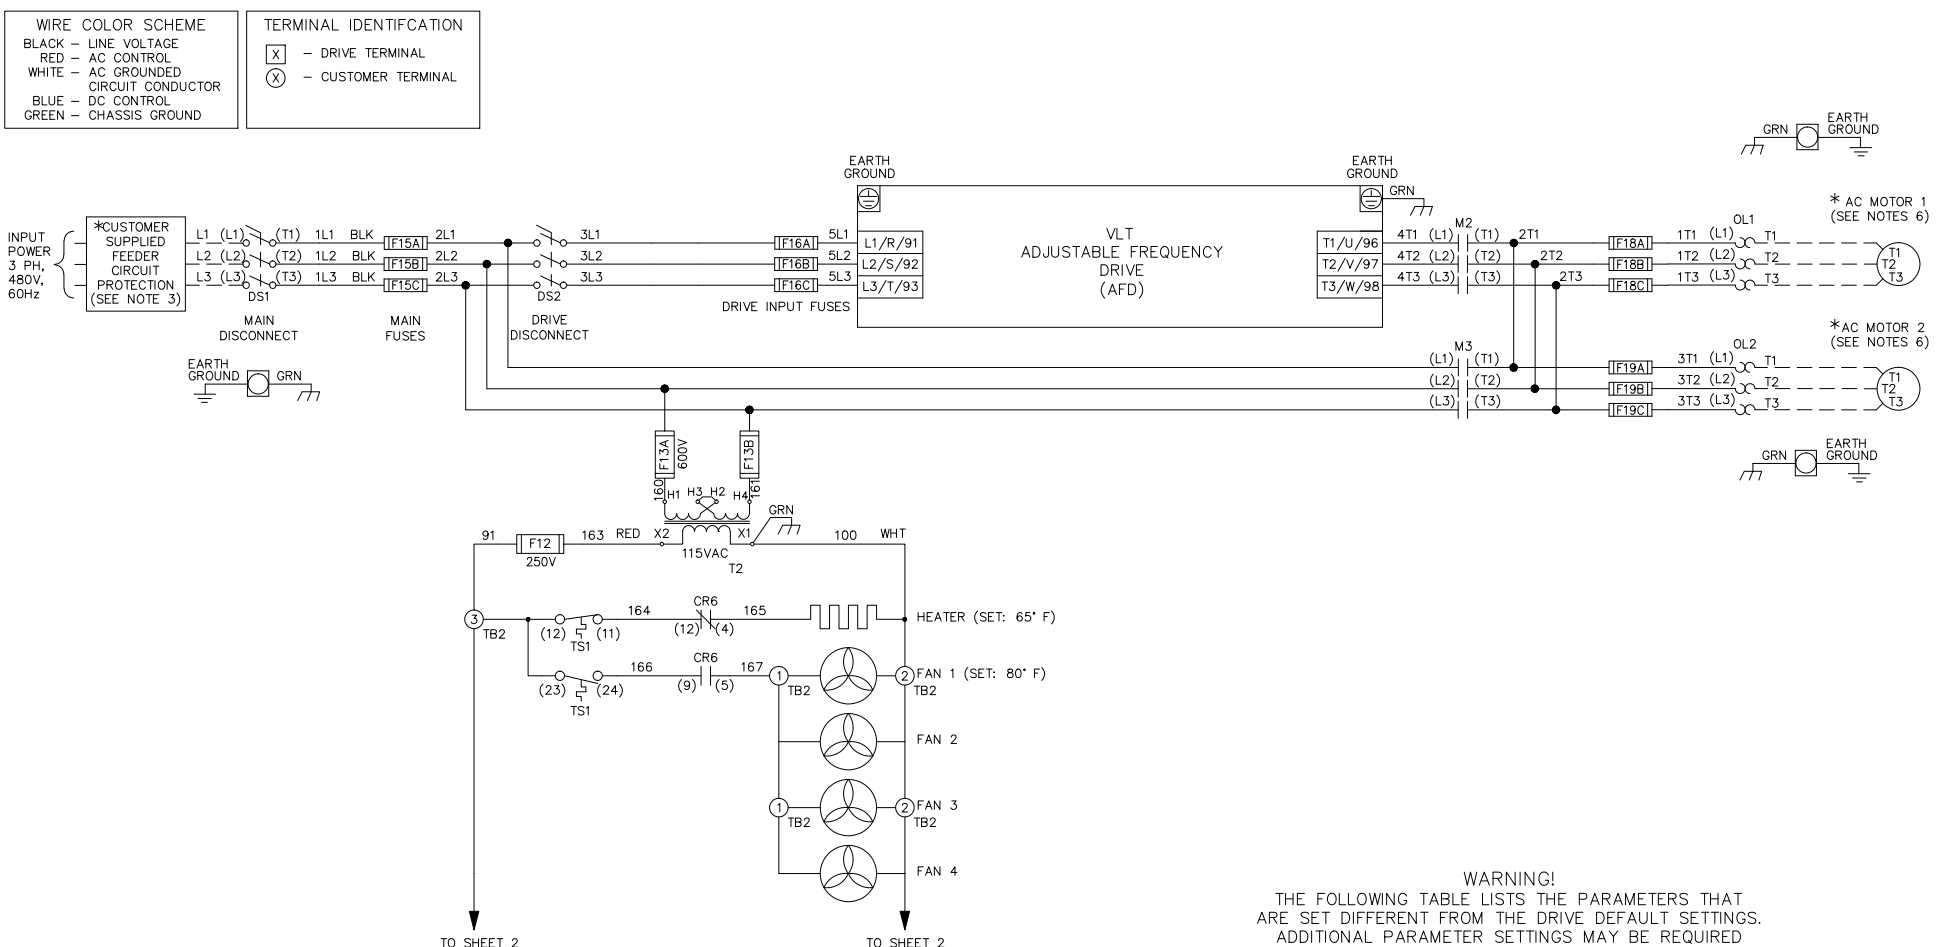 WIRE COLOR SCHEME
BLACK – LINE VOLTAGE
RED – AC CONTROL
WHITE – AC GROUNDED
CIRCUIT CONDUCTOR
BLUE – DC CONTROL
GREEN – CHASSIS GROUND
TERMINAL IDENTIFCATION
X – DRIVE TERMINAL
X – CUSTOMER TERMINAL
INPUT
POWER
3 PH,
480V,
60Hz
*CUSTOMER
SUPPLIED
FEEDER
CIRCUIT
PROTECTION
(SEE NOTE 3)
L1 (L1) (T1) 1L1 BLK F15A 2L1
L2 (L2) (T2) 1L2 BLK F15B 2L2
L3 (L3) (T3) 1L3 BLK F15C 2L3
DS1
MAIN
DISCONNECT
MAIN
FUSES
3L1
3L2
3L3
DS2
DRIVE
DISCONNECT
F16A 5L1
F16B 5L2
F16C 5L3
DRIVE INPUT FUSES
EARTH
GROUND
L1/R/91
L2/S/92
L3/T/93
VLT
ADJUSTABLE FREQUENCY
DRIVE
(AFD)
EARTH
GROUND
GRN
T1/U/96
T2/V/97
T3/W/98
M2
4T1 (L1) (T1) 2T1
4T2 (L2) (T2) 2T2
4T3 (L3) (T3) 2T3
OL1
F18A 1T1 (L1) T1
F18B 1T2 (L2) T2
F18C 1T3 (L3) T3
GRN
EARTH
GROUND
* AC MOTOR 1
(SEE NOTES 6)
T1
T2
T3
EARTH
GROUND
GRN
M3
(L1) (T1)
(L2) (T2)
(L3) (T3)
OL2
F19A 3T1 (L1) T1
F19B 3T2 (L2) T2
F19C 3T3 (L3) T3
*AC MOTOR 2
(SEE NOTES 6)
T1
T2
T3
GRN
EARTH
GROUND
F13A
600V
F13B
160
161
H1 H3 H2 H4
GRN
91 F12 163 RED X2 X1 100 WHT
250V
115VAC
T2
3
TB2
(12) (11)
TS1
164
CR6
(12) (4)
165
HEATER (SET: 65° F)
(23) (24)
TS1
166
CR6
(9) (5)
167
1
TB2
2
TB2
FAN 1 (SET: 80° F)
FAN 2
1
TB2
2
TB2
FAN 3
FAN 4
TO SHEET 2
TO SHEET 2
WARNING!
THE FOLLOWING TABLE LISTS THE PARAMETERS THAT
ARE SET DIFFERENT FROM THE DRIVE DEFAULT SETTINGS.
ADDITIONAL PARAMETER SETTINGS MAY BE REQUIRED